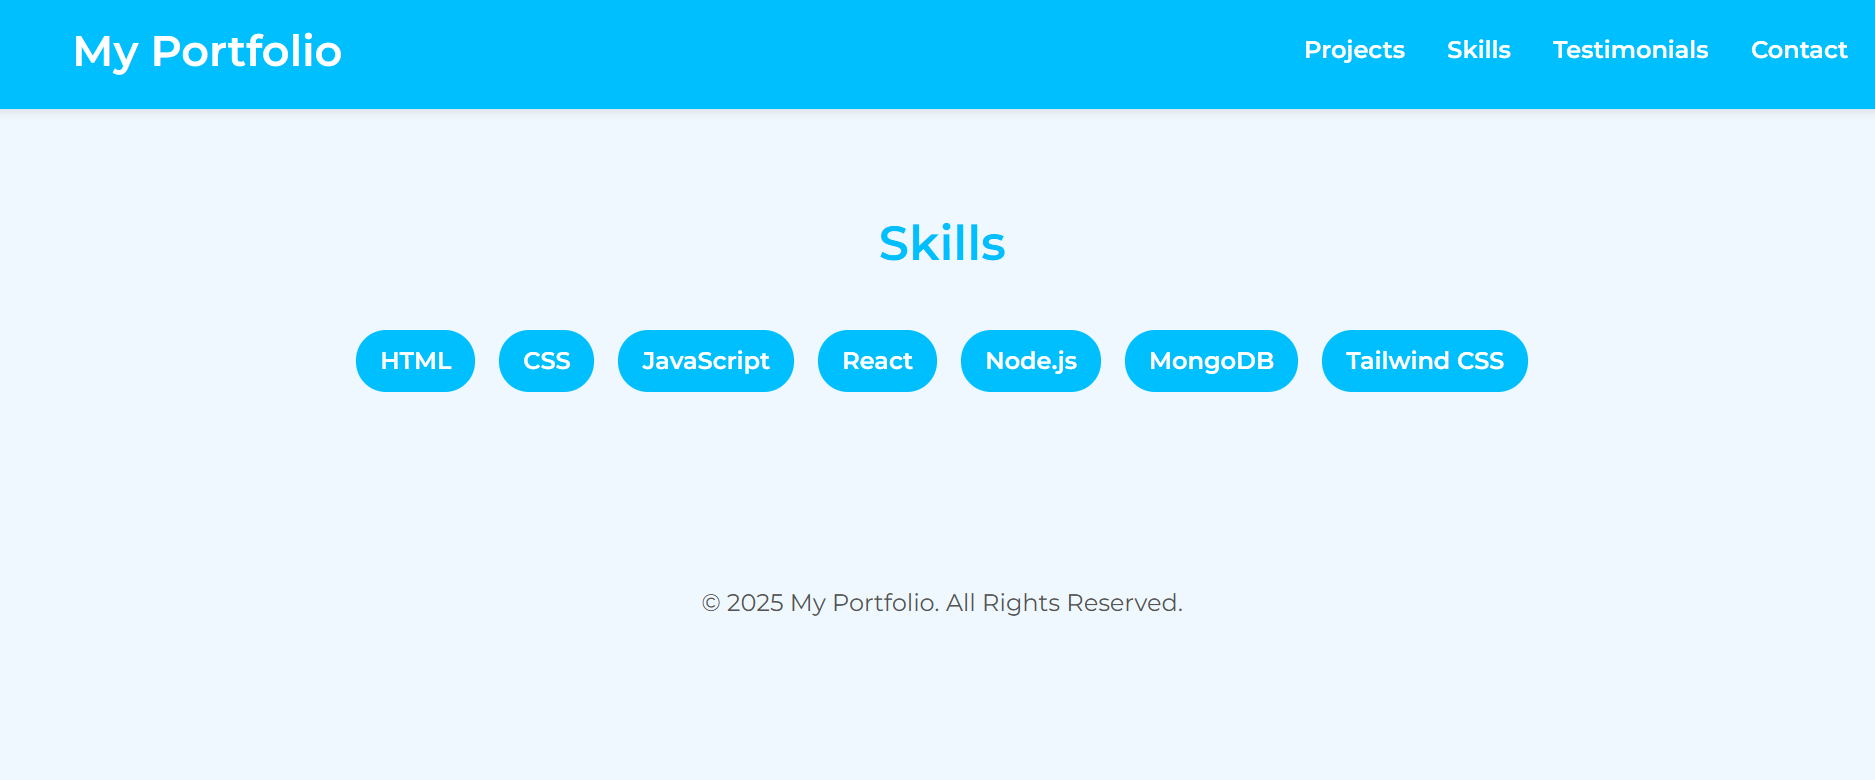 My Portfolio
Projects Skills Testimonials Contact
Skills
HTML CSS JavaScript React Node.js MongoDB Tailwind CSS
© 2025 My Portfolio. All Rights Reserved.